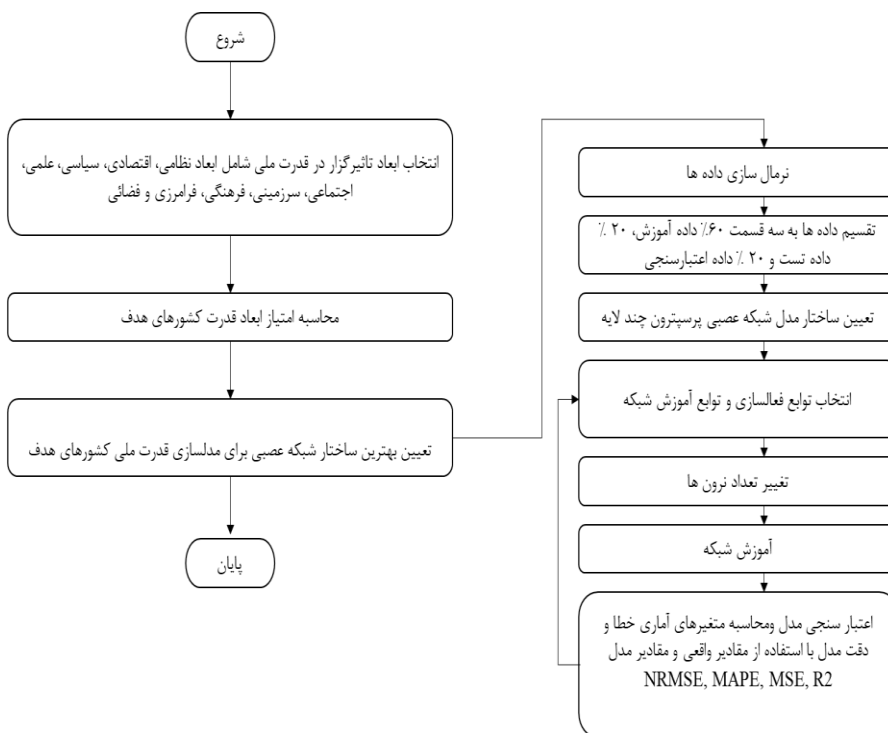 شروع
انتخاب ابعاد تاثیرگزار در قدرت ملی شامل ابعاد نظامی، اقتصادی، سیاسی، علمی،
اجتماعی، سرزمینی، فرهنگی، فرامرزی و فضائی
محاسبه امتیاز ابعاد قدرت کشورهای هدف
تعیین بهترین ساختار شبکه عصبی برای مدلسازی قدرت ملی کشورهای هدف
پایان
نرمال سازی داده ها
تقسیم داده ها به سه قسمت ۶۰٪ داده آموزش، ۲۰ ٪
داده تست و ۲۰ ٪ داده اعتبارسنجی
تعیین ساختار مدل شبکه عصبی پرسپترون چند لایه
انتخاب توابع فعالسازی و توابع آموزش شبکه
تغییر تعداد نرون ها
آموزش شبکه
اعتبار سنجی مدل ومحاسبه متغیرهای آماری خطا و
دقت مدل با استفاده از مقادیر واقعی و مقادیر مدل
NRMSE, MAPE, MSE, R2